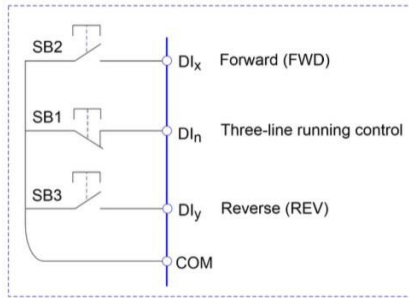 SB2 DIx Forward (FWD)
SB1 DIn Three-line running control
SB3 DIy Reverse (REV)
COM